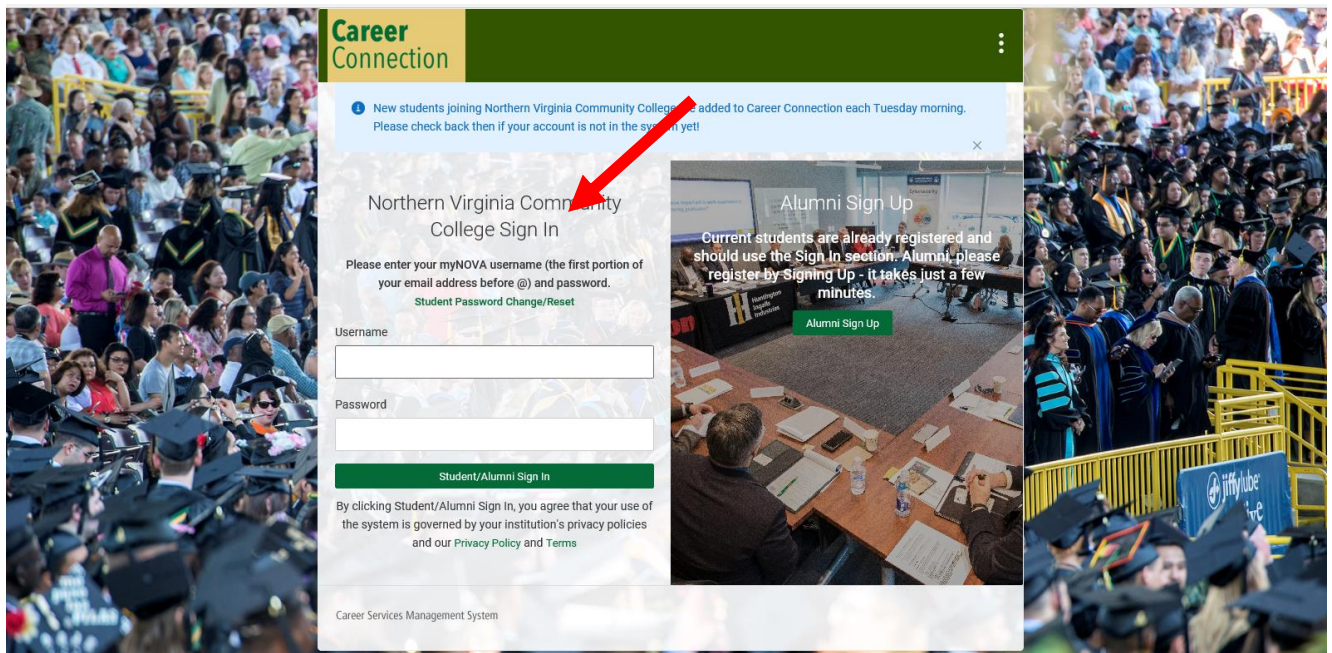 Career
Connection
New students joining Northern Virginia Community College added to Career Connection each Tuesday morning.
Please check back then if your account is not in the system yet!
Northern Virginia Community
College Sign In
Please enter your myNOVA username (the first portion of
your email address before @) and password.
Student Password Change/Reset
Username
Password
Student/Alumni Sign In
By clicking Student/Alumni Sign In, you agree that your use of
the system is governed by your institution's privacy policies
and our Privacy Policy and Terms
Alumni Sign Up
Current students are already registered and
should use the Sign In section. Alumni, please
register by Signing Up - it takes just a few
minutes.
Alumni Sign Up
Huntington
Ingalls
Industries
jiffylube
Career Services Management System